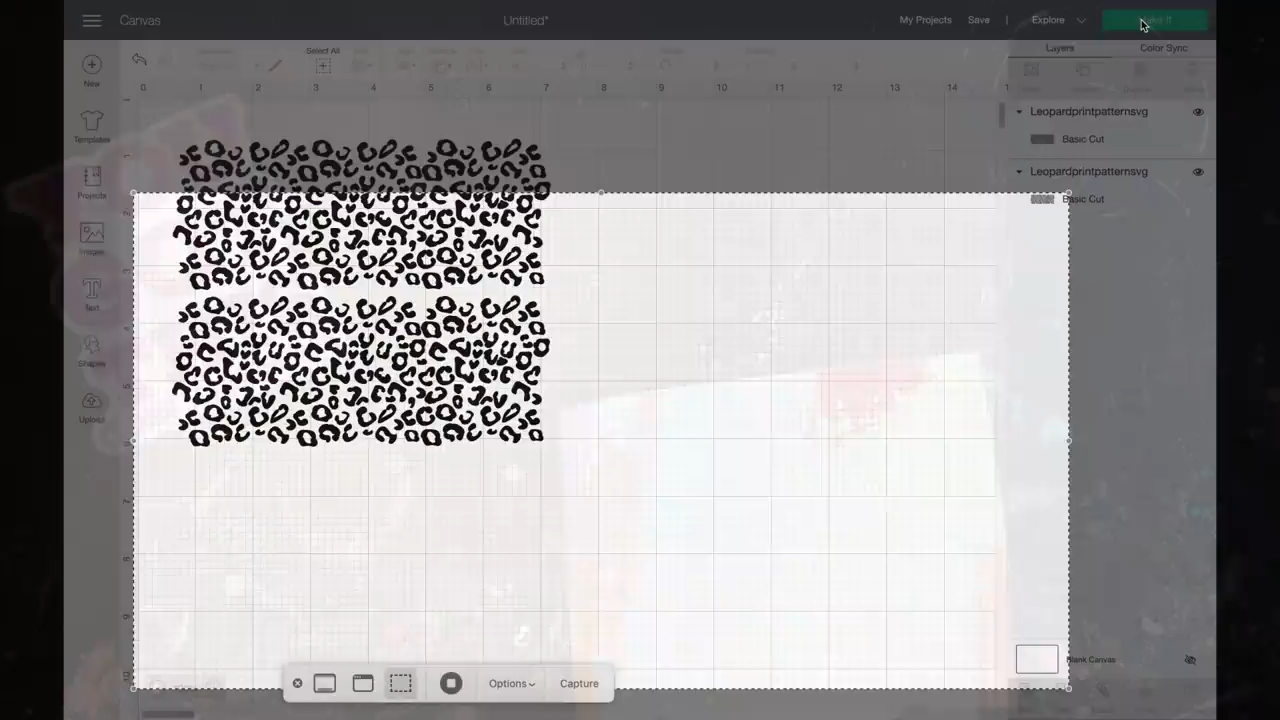 Canvas
Untitled*
My Projects
Save
|
Explore
Make It
New
Select All
Layers
Color Sync
0 1 2 3 4 5 6 7 8 9 10 11 12 13 14
Templates
Projects
Images
Text
Shapes
Upload
Leopardprintpatternsvg
Basic Cut
Leopardprintpatternsvg
Basic Cut
Blank Canvas
Options
Capture